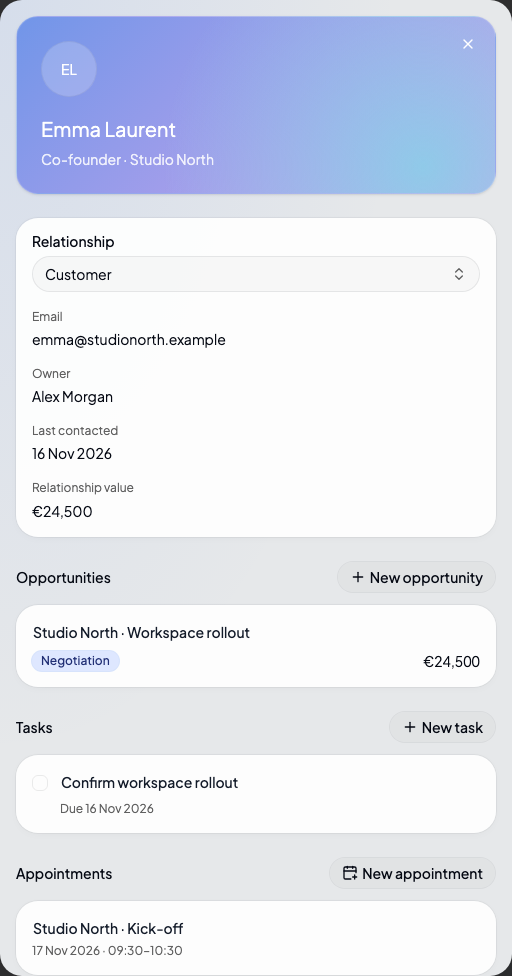 EL
Emma Laurent
Co-founder · Studio North
Relationship
Customer
Email
emma@studionorth.example
Owner
Alex Morgan
Last contacted
16 Nov 2026
Relationship value
€24,500
Opportunities
New opportunity
Studio North · Workspace rollout
Negotiation
€24,500
Tasks
New task
Confirm workspace rollout
Due 16 Nov 2026
Appointments
New appointment
Studio North · Kick-off
17 Nov 2026 · 09:30–10:30